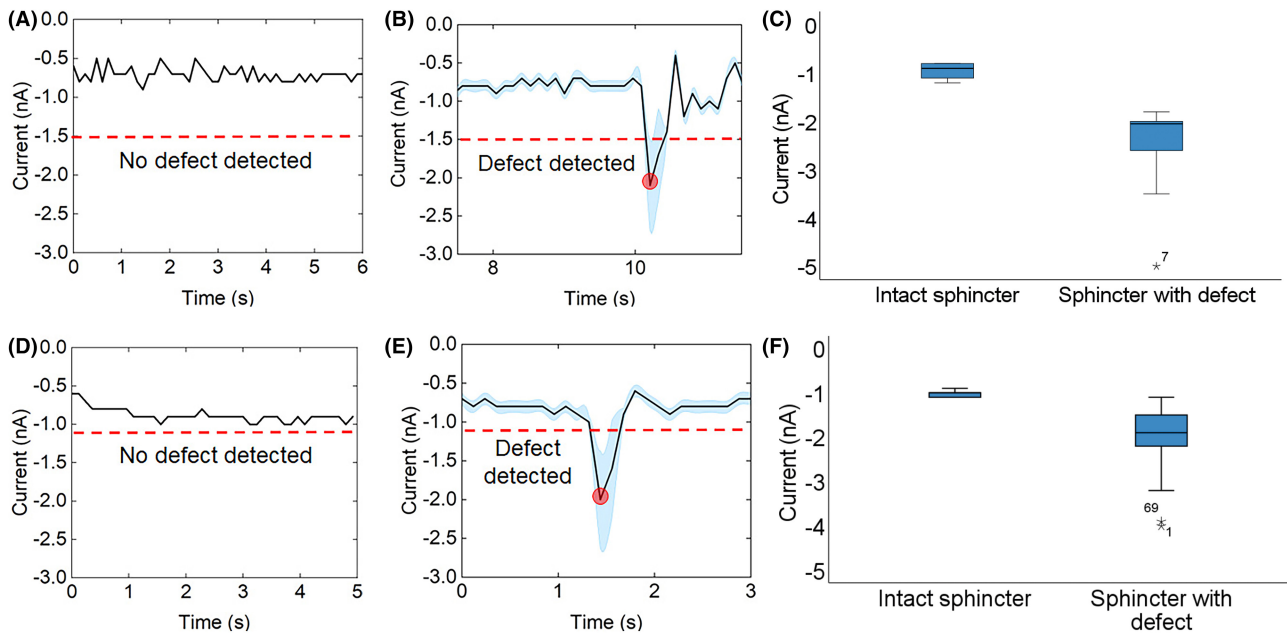 (A)
0.0
-0.5
-1.0
-1.5
-2.0
-2.5
-3.0
Current (nA)
No defect detected
0 1 2 3 4 5 6
Time (s)
(B)
0.0
-0.5
-1.0
-1.5
-2.0
-2.5
-3.0
Current (nA)
Defect detected
8 10
Time (s)
(C)
0
-1
-2
-3
-4
-5
Current (nA)
7
*
Intact sphincter Sphincter with defect
(D)
0.0
-0.5
-1.0
-1.5
-2.0
-2.5
-3.0
Current (nA)
No defect detected
0 1 2 3 4 5
Time (s)
(E)
0.0
-0.5
-1.0
-1.5
-2.0
-2.5
-3.0
Current (nA)
Defect
detected
0 1 2 3
Time (s)
(F)
0
-1
-2
-3
-4
-5
Current (nA)
69
*
*1
Intact sphincter Sphincter with
defect